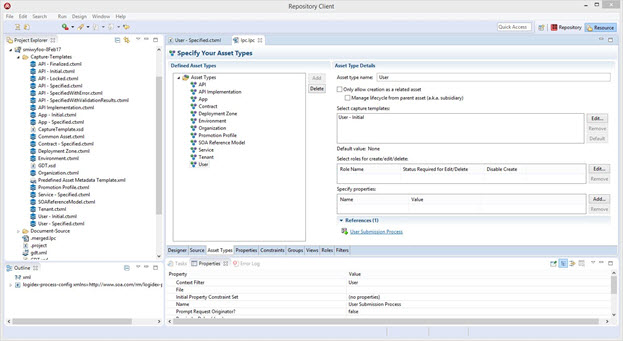 Repository Client
File Edit Search Run Design Window Help
Quick Access
Repository
Resource
Project Explorer
smiwyfoo-8Feb17
Capture-Templates
API - Finalized.ctxml
API - Initial.ctxml
API - Locked.ctxml
API - Specified.ctxml
API - SpecifiedWithError.ctxml
API - SpecifiedWithValidationResults.ctxml
API Implementation.ctxml
App - Initial.ctxml
App - Specified.ctxml
CaptureTemplate.xsd
Common Asset.ctxml
Contract - Specified.ctxml
Deployment Zone.ctxml
Environment.ctxml
GDT.xsd
Organization.ctxml
Predefined Asset Metadata Template.xml
Promotion Profile.ctxml
Service - Specified.ctxml
SOAReferenceModel.ctxml
Tenant.ctxml
User - Initial.ctxml
User - Specified.ctxml
Document-Source
.merged.lpc
.project
gdt.xml
Outline
xml
logidex-process-config xmlns=http://www.soa.com/rm/logidex-p
User - Specified.ctxml
lpc.lpc
Specify Your Asset Types
Defined Asset Types
Asset Types
API
API Implementation
App
Contract
Deployment Zone
Environment
Organization
Promotion Profile
SOA Reference Model
Service
Tenant
User
Add
Delete
Asset Type Details
Asset type name: User
Only allow creation as a related asset
Manage lifecycle from parent asset (a.k.a. subsidiary)
Select capture templates:
User - Initial
Edit...
Remove
Default
Default value: None
Select roles for create/edit/delete:
Role Name Status Required for Edit/Delete Disable Create
Edit...
Remove
Specify properties:
Name Value
Add...
Remove
References (1)
User Submission Process
Designer Source Asset Types Properties Constraints Groups Views Roles Filters
Tasks Properties Error Log
Property Value
Context Filter User
File
Initial Property Constraint Set (no properties)
Name User Submission Process
Prompt Request Originator? false